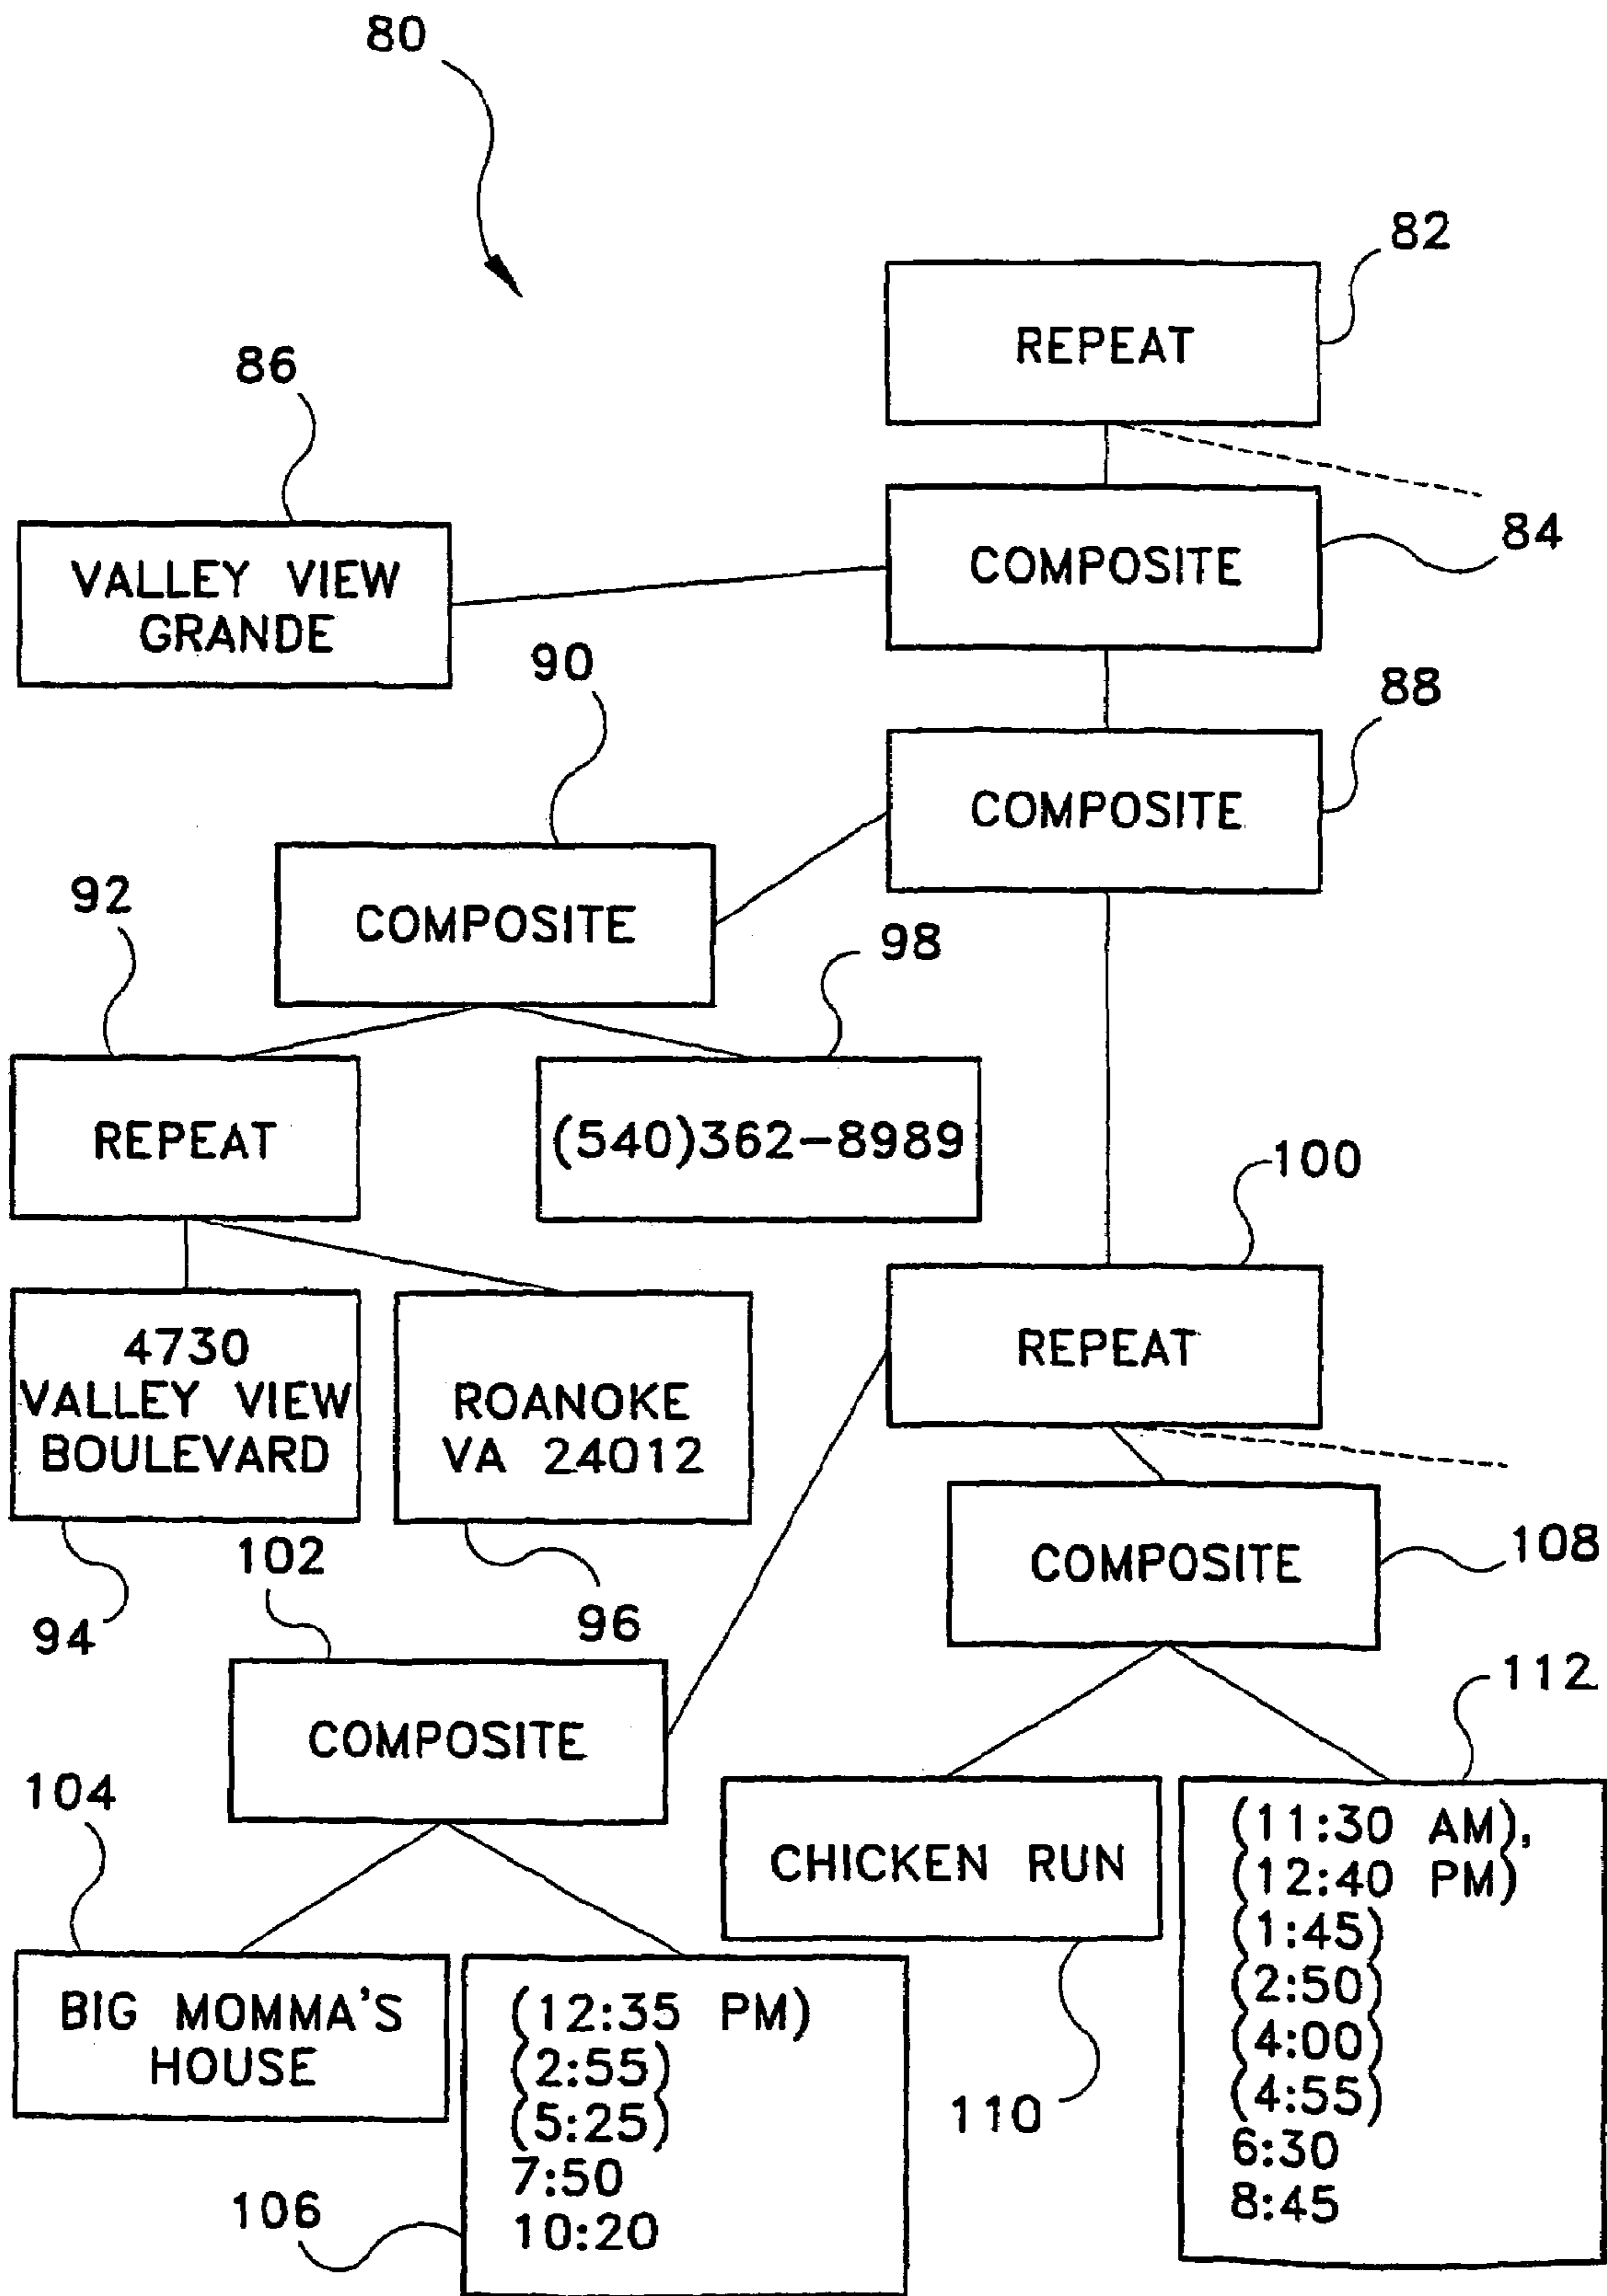 80
82
REPEAT
86
84
VALLEY VIEW
GRANDE
COMPOSITE
90
88
COMPOSITE
92
COMPOSITE
98
REPEAT
(540)362-8989
100
4730
VALLEY VIEW
BOULEVARD
ROANOKE
VA 24012
REPEAT
94
102
96
COMPOSITE
108
COMPOSITE
112
104
CHICKEN RUN
(11:30 AM),
(12:40 PM)
(1:45)
(2:50)
(4:00)
(4:55)
6:30
8:45
BIG MOMMA'S
HOUSE
(12:35 PM)
(2:55)
(5:25)
7:50
10:20
110
106